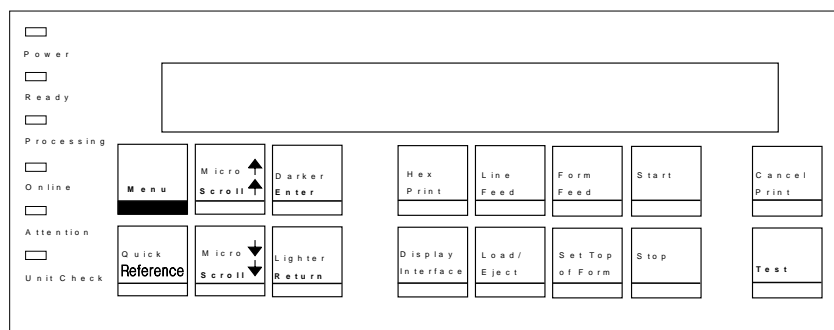 Power
Ready
Processing
Online
Attention
Unit Check
Menu
Micro
Scroll
Darker
Enter
Hex
Print
Line
Feed
Form
Feed
Start
Cancel
Print
Quick
Reference
Micro
Scroll
Lighter
Return
Display
Interface
Load/
Eject
Set Top
of Form
Stop
Test